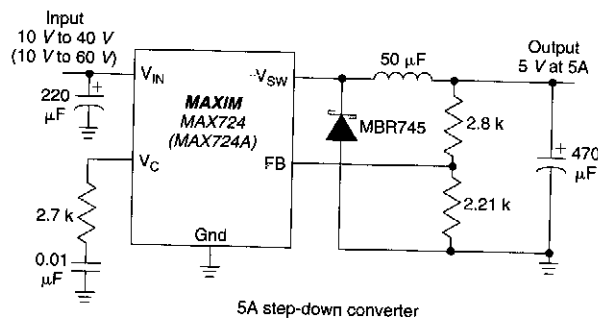 Input
10 V to 40 V
(10 V to 60 V)
220
μF
+
V_IN
MAXIM
MAX724
(MAX724A)
V_SW
V_C
FB
Gnd
2.7 k
0.01
μF
50 μF
MBR745
2.8 k
2.21 k
Output
5 V at 5A
+
470
μF
5A step-down converter